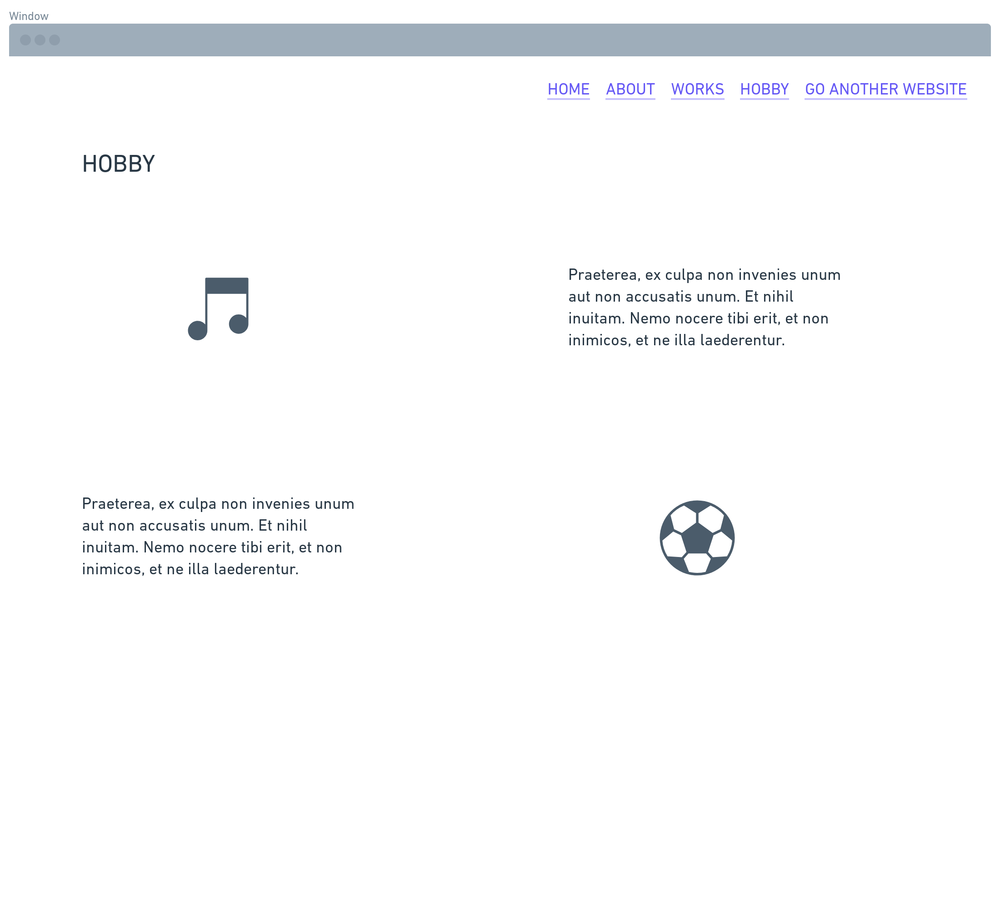 Window
HOME ABOUT WORKS HOBBY GO ANOTHER WEBSITE
HOBBY
Praeterea, ex culpa non invenies unum
aut non accusatis unum. Et nihil
inuitam. Nemo nocere tibi erit, et non
inimicos, et ne illa laederentur.
Praeterea, ex culpa non invenies unum
aut non accusatis unum. Et nihil
inuitam. Nemo nocere tibi erit, et non
inimicos, et ne illa laederentur.